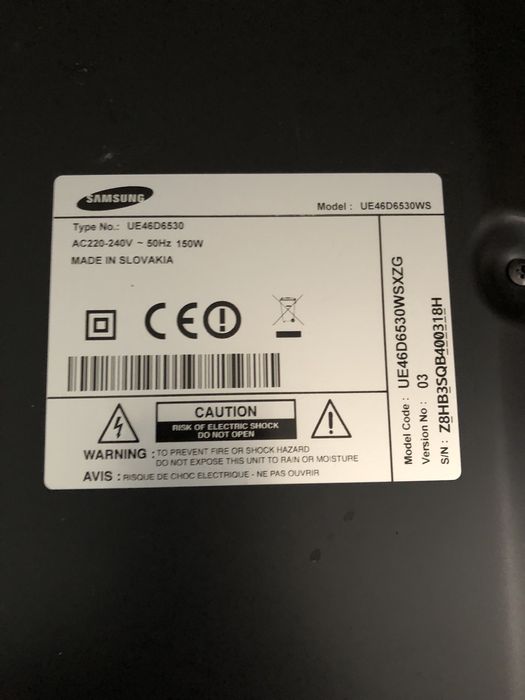 SAMSUNG
Model : UE46D6530WS
Type No.: UE46D6530
AC220-240V ~ 50Hz 150W
MADE IN SLOVAKIA
CE
CAUTION
RISK OF ELECTRIC SHOCK
DO NOT OPEN
WARNING : TO PREVENT FIRE OR SHOCK HAZARD
DO NOT EXPOSE THIS UNIT TO RAIN OR MOISTURE
AVIS : RISQUE DE CHOC ELECTRIQUE - NE PAS OUVRIR
Model Code : UE46D6530WSXZG
Version No : 03
S/N : Z8HB3SQB400318H